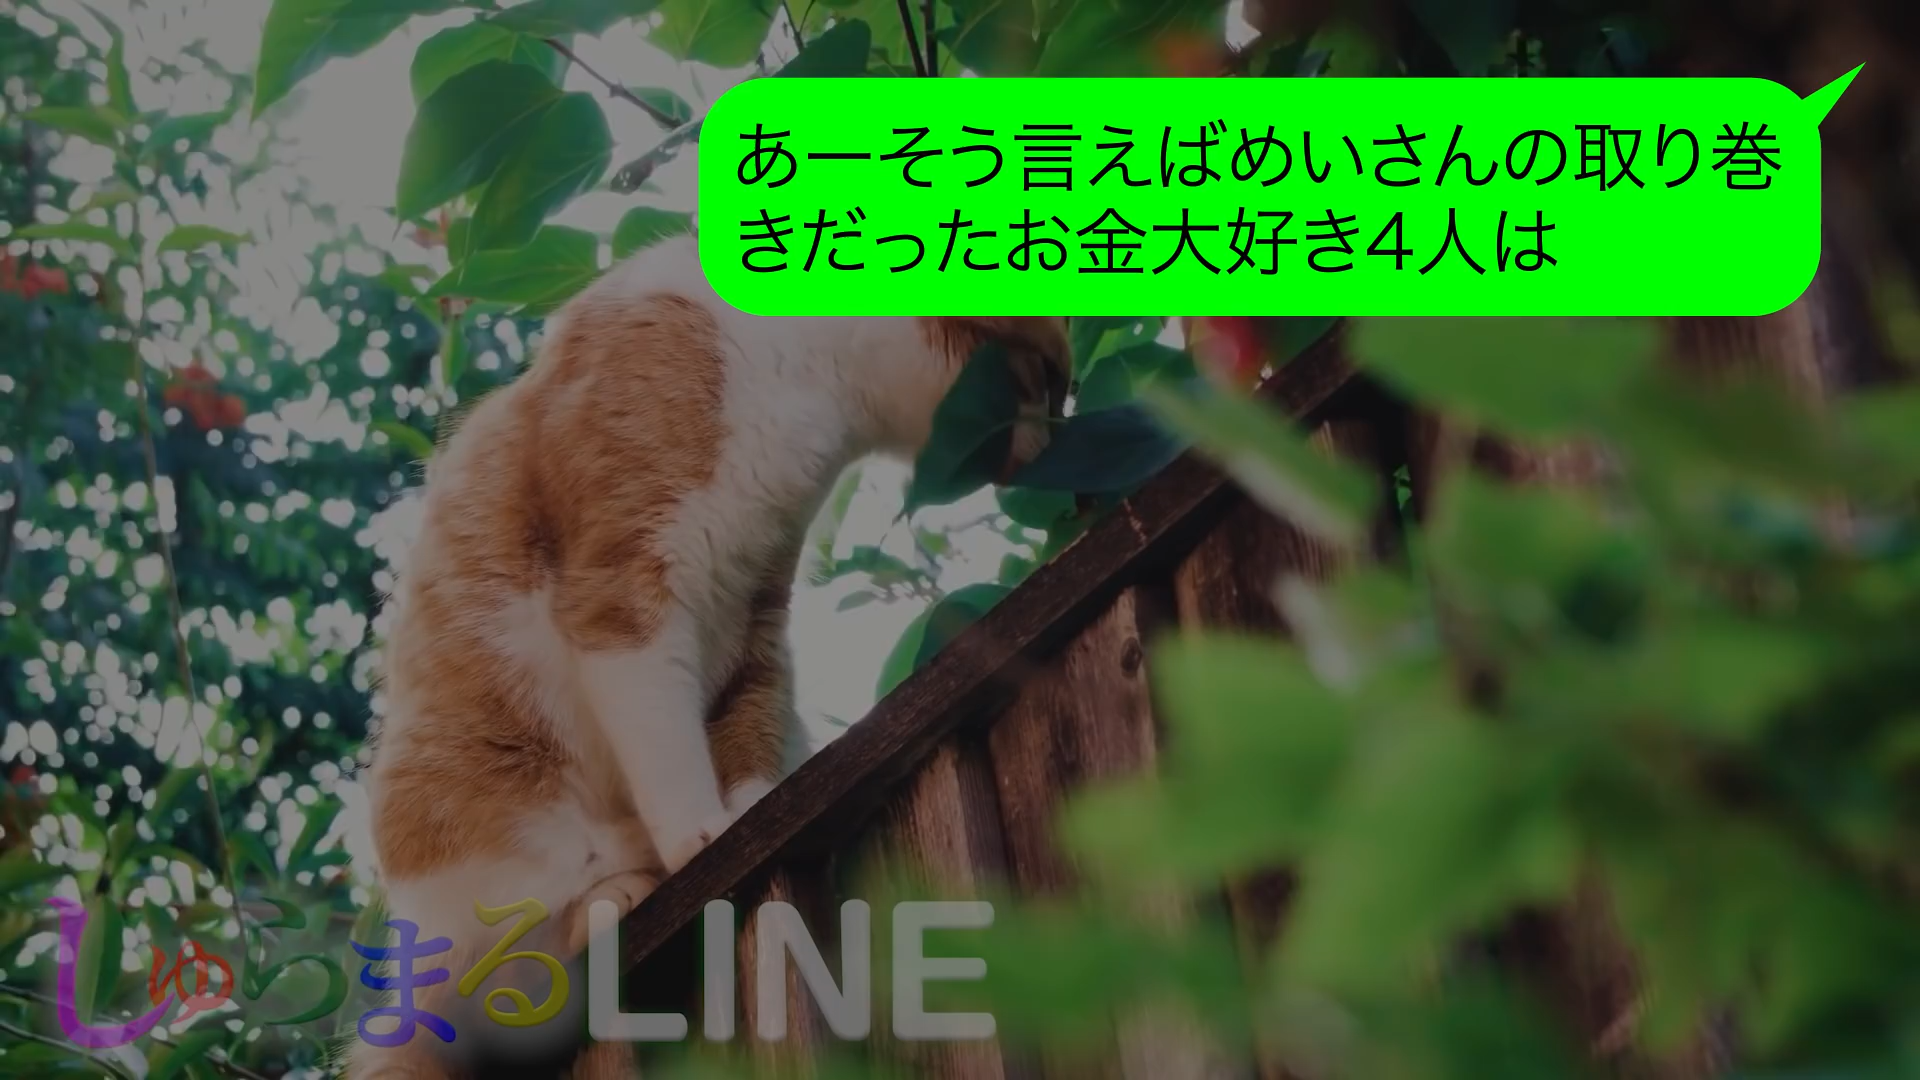 あーそう言えばめいさんの取り巻
きだったお金大好き4人は
しゅらまるLINE